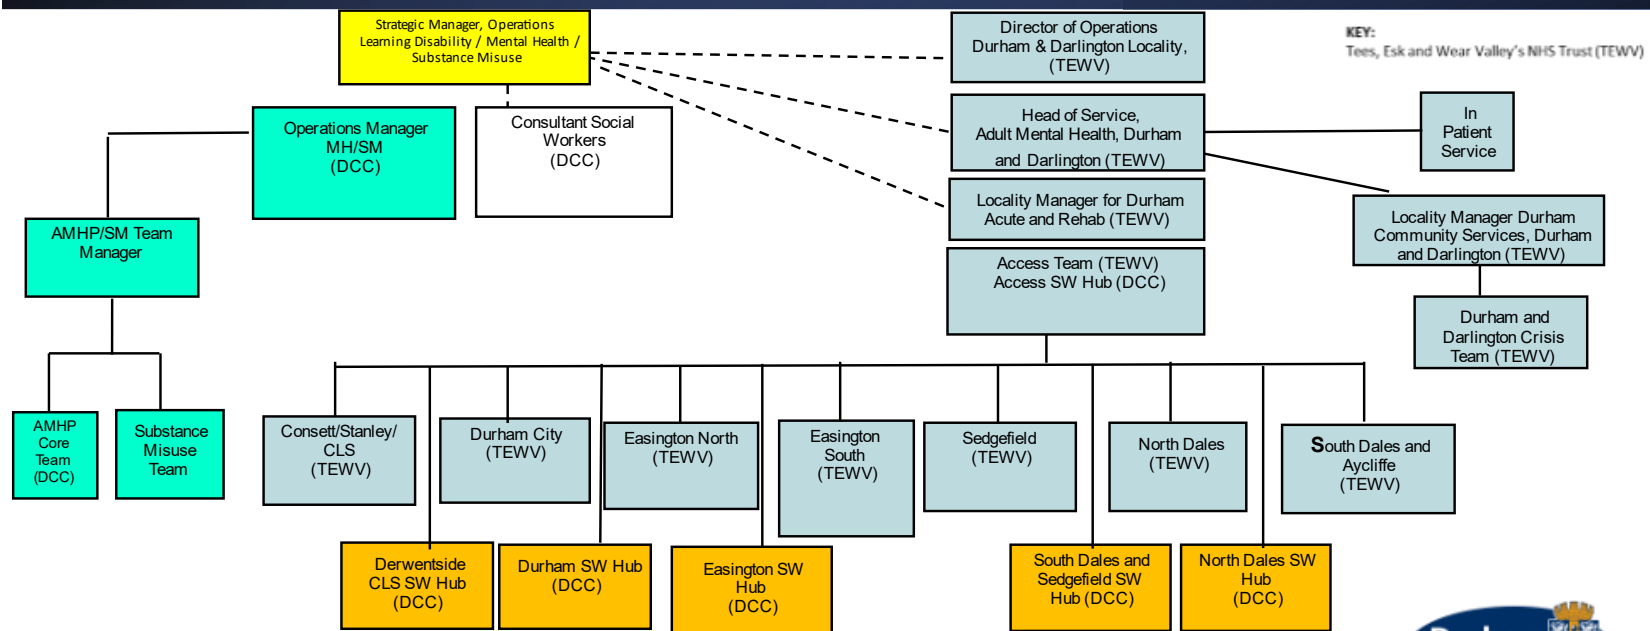 Strategic Manager, Operations
Learning Disability / Mental Health /
Substance Misuse
Director of Operations
Durham & Darlington Locality,
(TEWV)
KEY:
Tees, Esk and Wear Valley's NHS Trust (TEWV)
Operations Manager
MH/SM
(DCC)
Consultant Social
Workers
(DCC)
Head of Service,
Adult Mental Health, Durham
and Darlington (TEWV)
In
Patient
Service
Locality Manager for Durham
Acute and Rehab (TEWV)
Locality Manager Durham
Community Services, Durham
and Darlington (TEWV)
AMHP/SM Team
Manager
Access Team (TEWV)
Access SW Hub (DCC)
Durham and
Darlington Crisis
Team (TEWV)
AMHP
Core
Team
(DCC)
Substance
Misuse
Team
Consett/Stanley/
CLS
(TEWV)
Durham City
(TEWV)
Easington North
(TEWV)
Easington
South
(TEWV)
Sedgefield
(TEWV)
North Dales
(TEWV)
South Dales and
Aycliffe
(TEWV)
Derwentside
CLS SW Hub
(DCC)
Durham SW Hub
(DCC)
Easington SW
Hub
(DCC)
South Dales and
Sedgefield SW
Hub (DCC)
North Dales SW
Hub
(DCC)